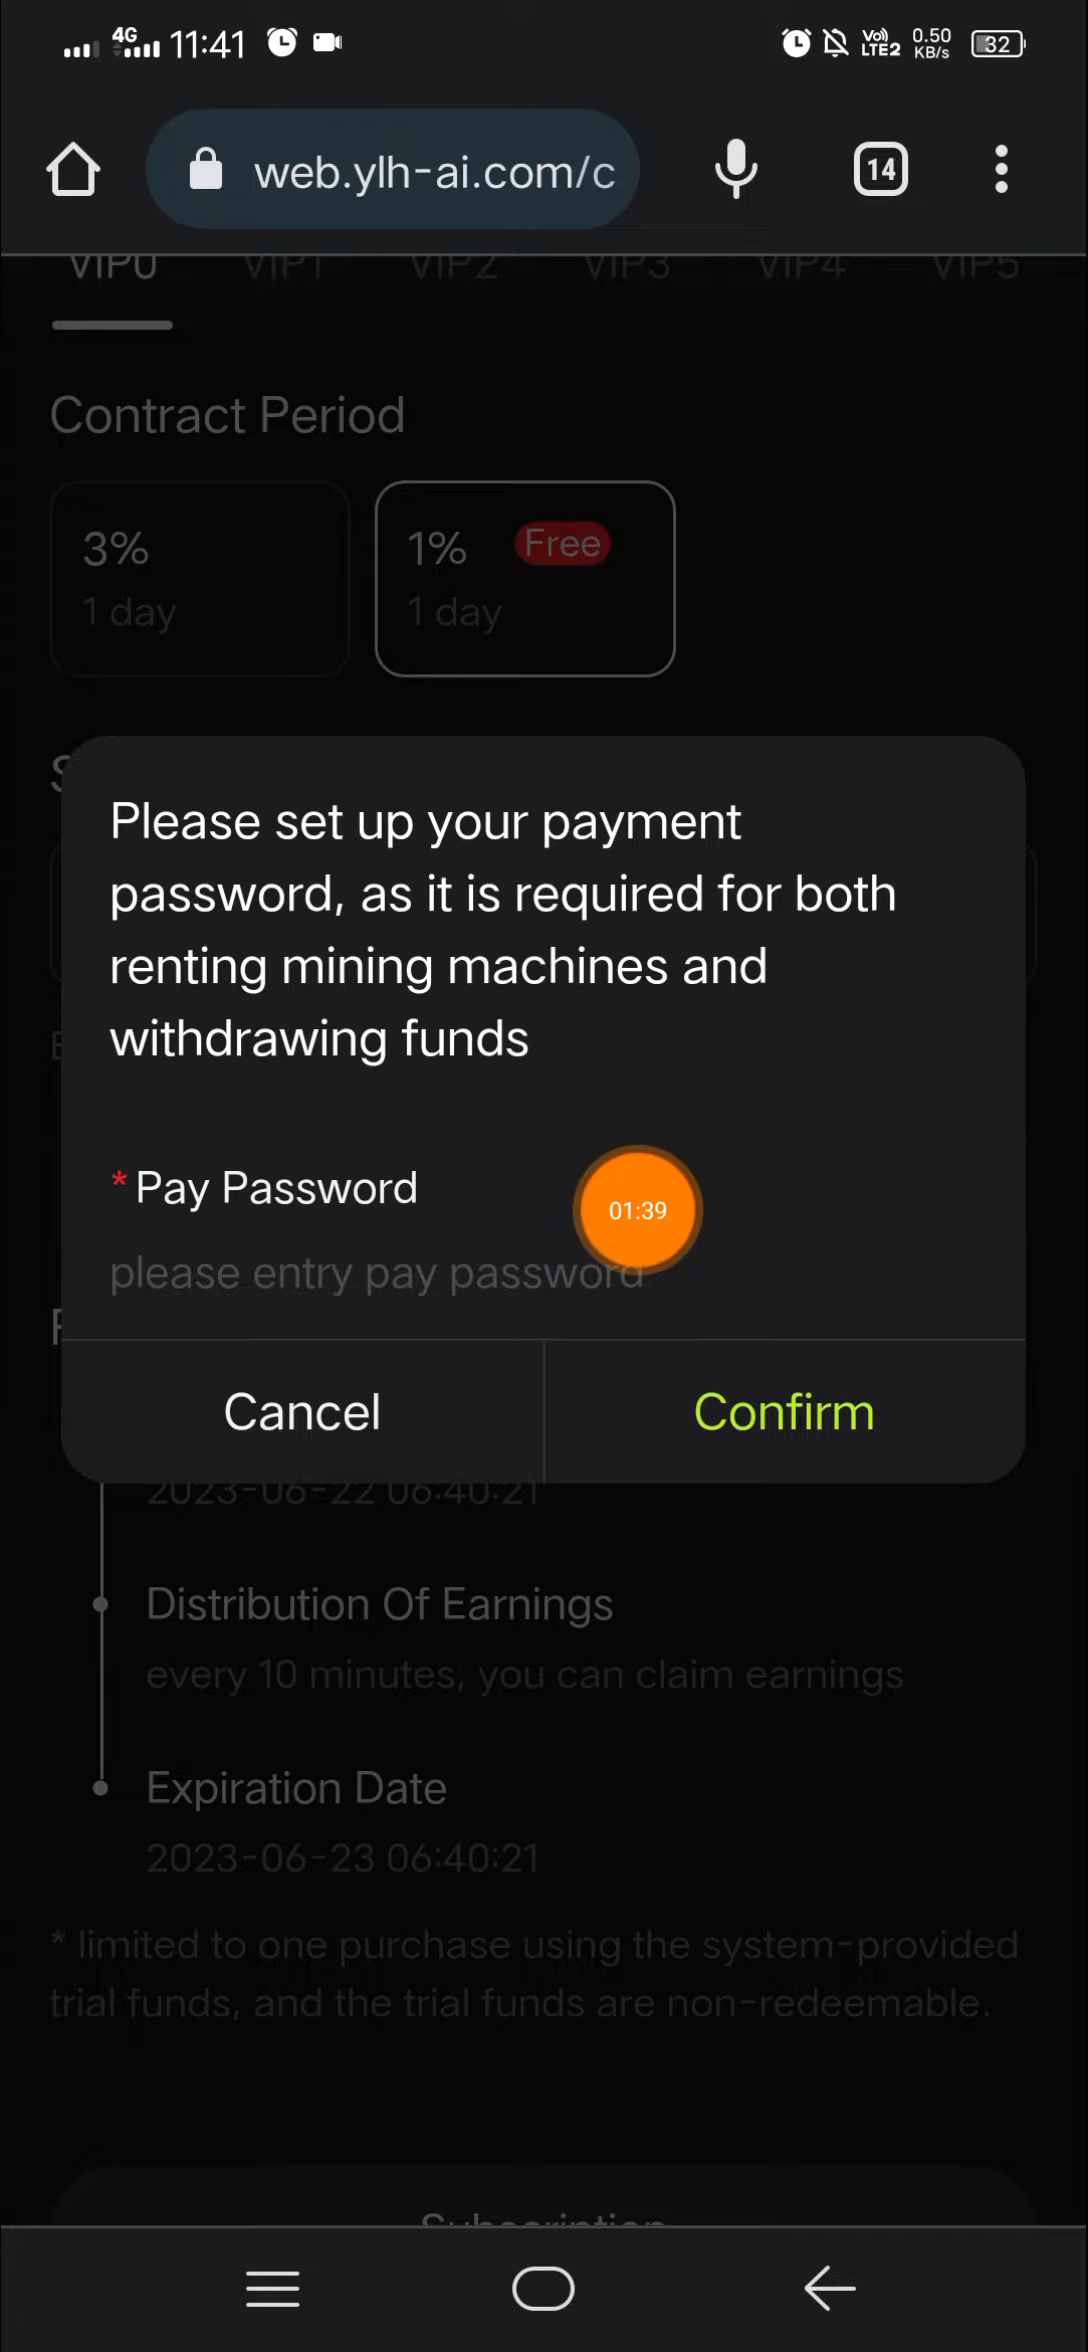 4G 11:41 Vo) LTE2 0.50 KB/s 32
web.ylh-ai.com/c 14
VIP0 VIP1 VIP2 VIP3 VIP4 VIP5
Contract Period
3% 1% Free
1 day 1 day
Please set up your payment
password, as it is required for both
renting mining machines and
withdrawing funds
* Pay Password
01:39
please entry pay password
Cancel Confirm
2023-06-22 06:40:21
Distribution Of Earnings
every 10 minutes, you can claim earnings
Expiration Date
2023-06-23 06:40:21
* limited to one purchase using the system-provided
trial funds, and the trial funds are non-redeemable.
Subscription